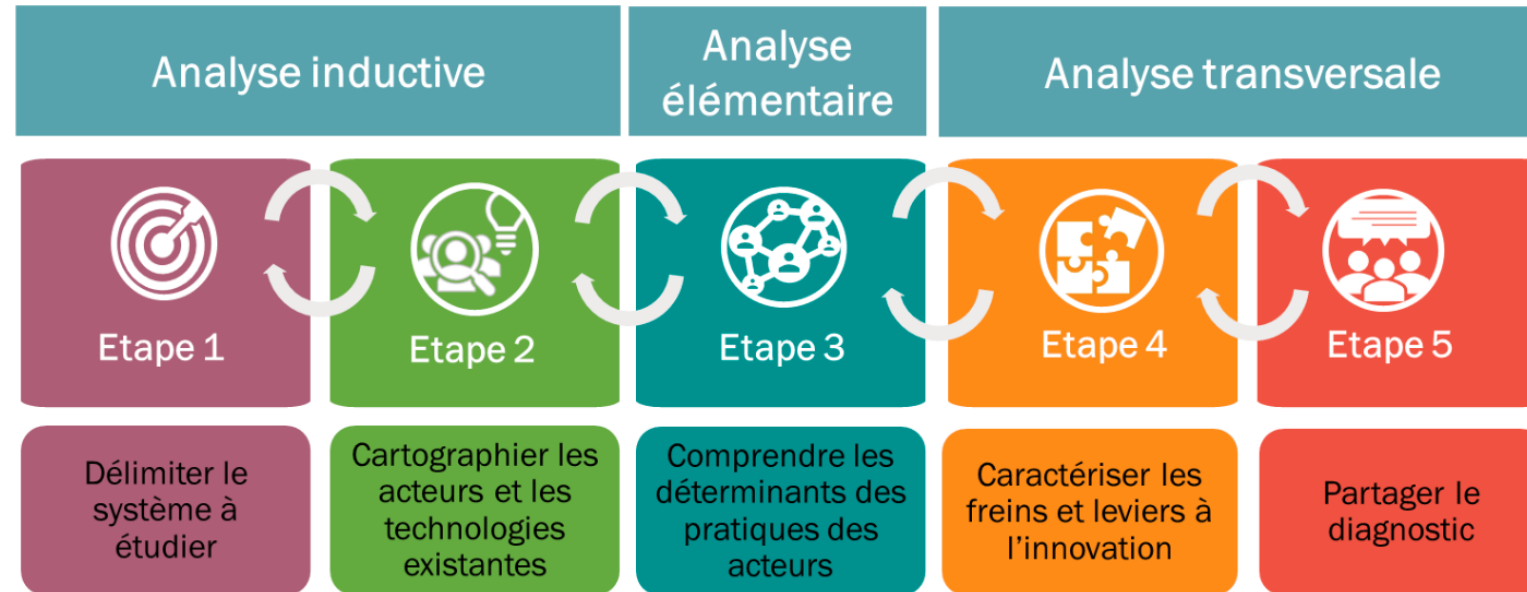 Analyse inductive
Analyse
élémentaire
Analyse transversale
Etape 1
Etape 2
Etape 3
Etape 4
Etape 5
Délimiter le
système à
étudier
Cartographier les
acteurs et les
technologies
existantes
Comprendre les
déterminants des
pratiques des
acteurs
Caractériser les
freins et leviers à
l'innovation
Partager le
diagnostic